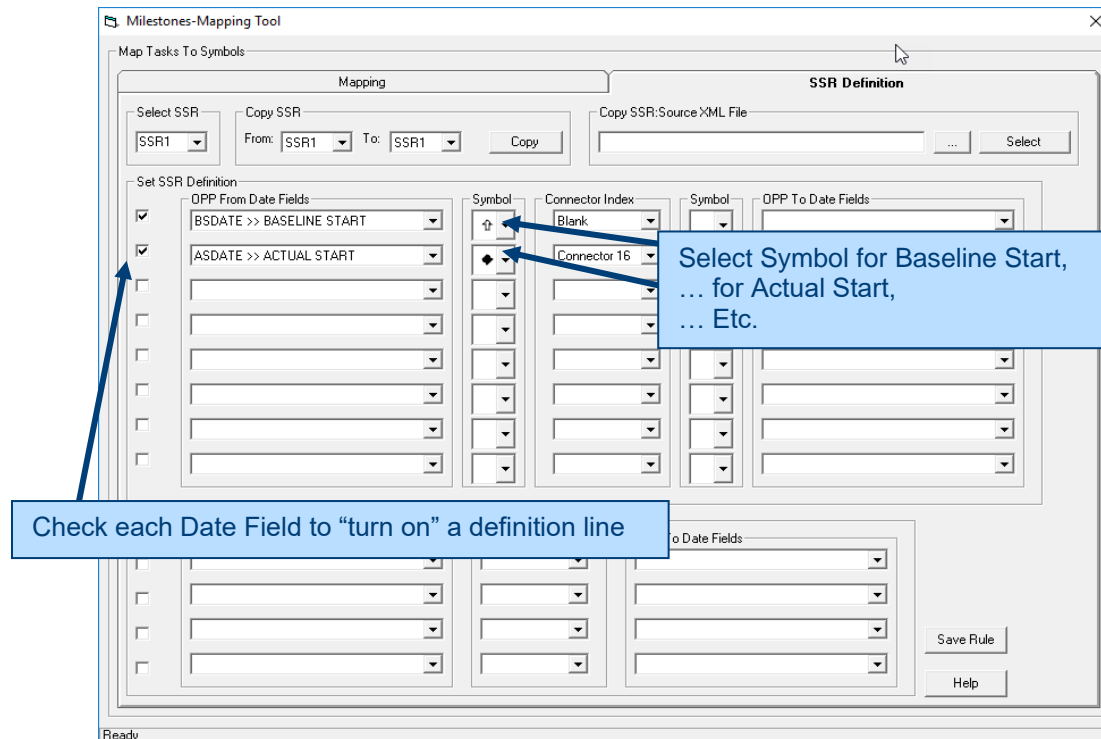 Milestones-Mapping Tool
Map Tasks To Symbols
Mapping
SSR Definition
Select SSR
Copy SSR
Copy SSR:Source XML File
SSR1
From: SSR1 To: SSR1 Copy
... Select
Set SSR Definition
OPP From Date Fields Symbol Connector Index Symbol OPP To Date Fields
BSDATE >> BASELINE START Blank
ASDATE >> ACTUAL START Connector 16
Select Symbol for Baseline Start,
… for Actual Start,
… Etc.
Check each Date Field to “turn on” a definition line
o Date Fields
Save Rule
Help
Ready